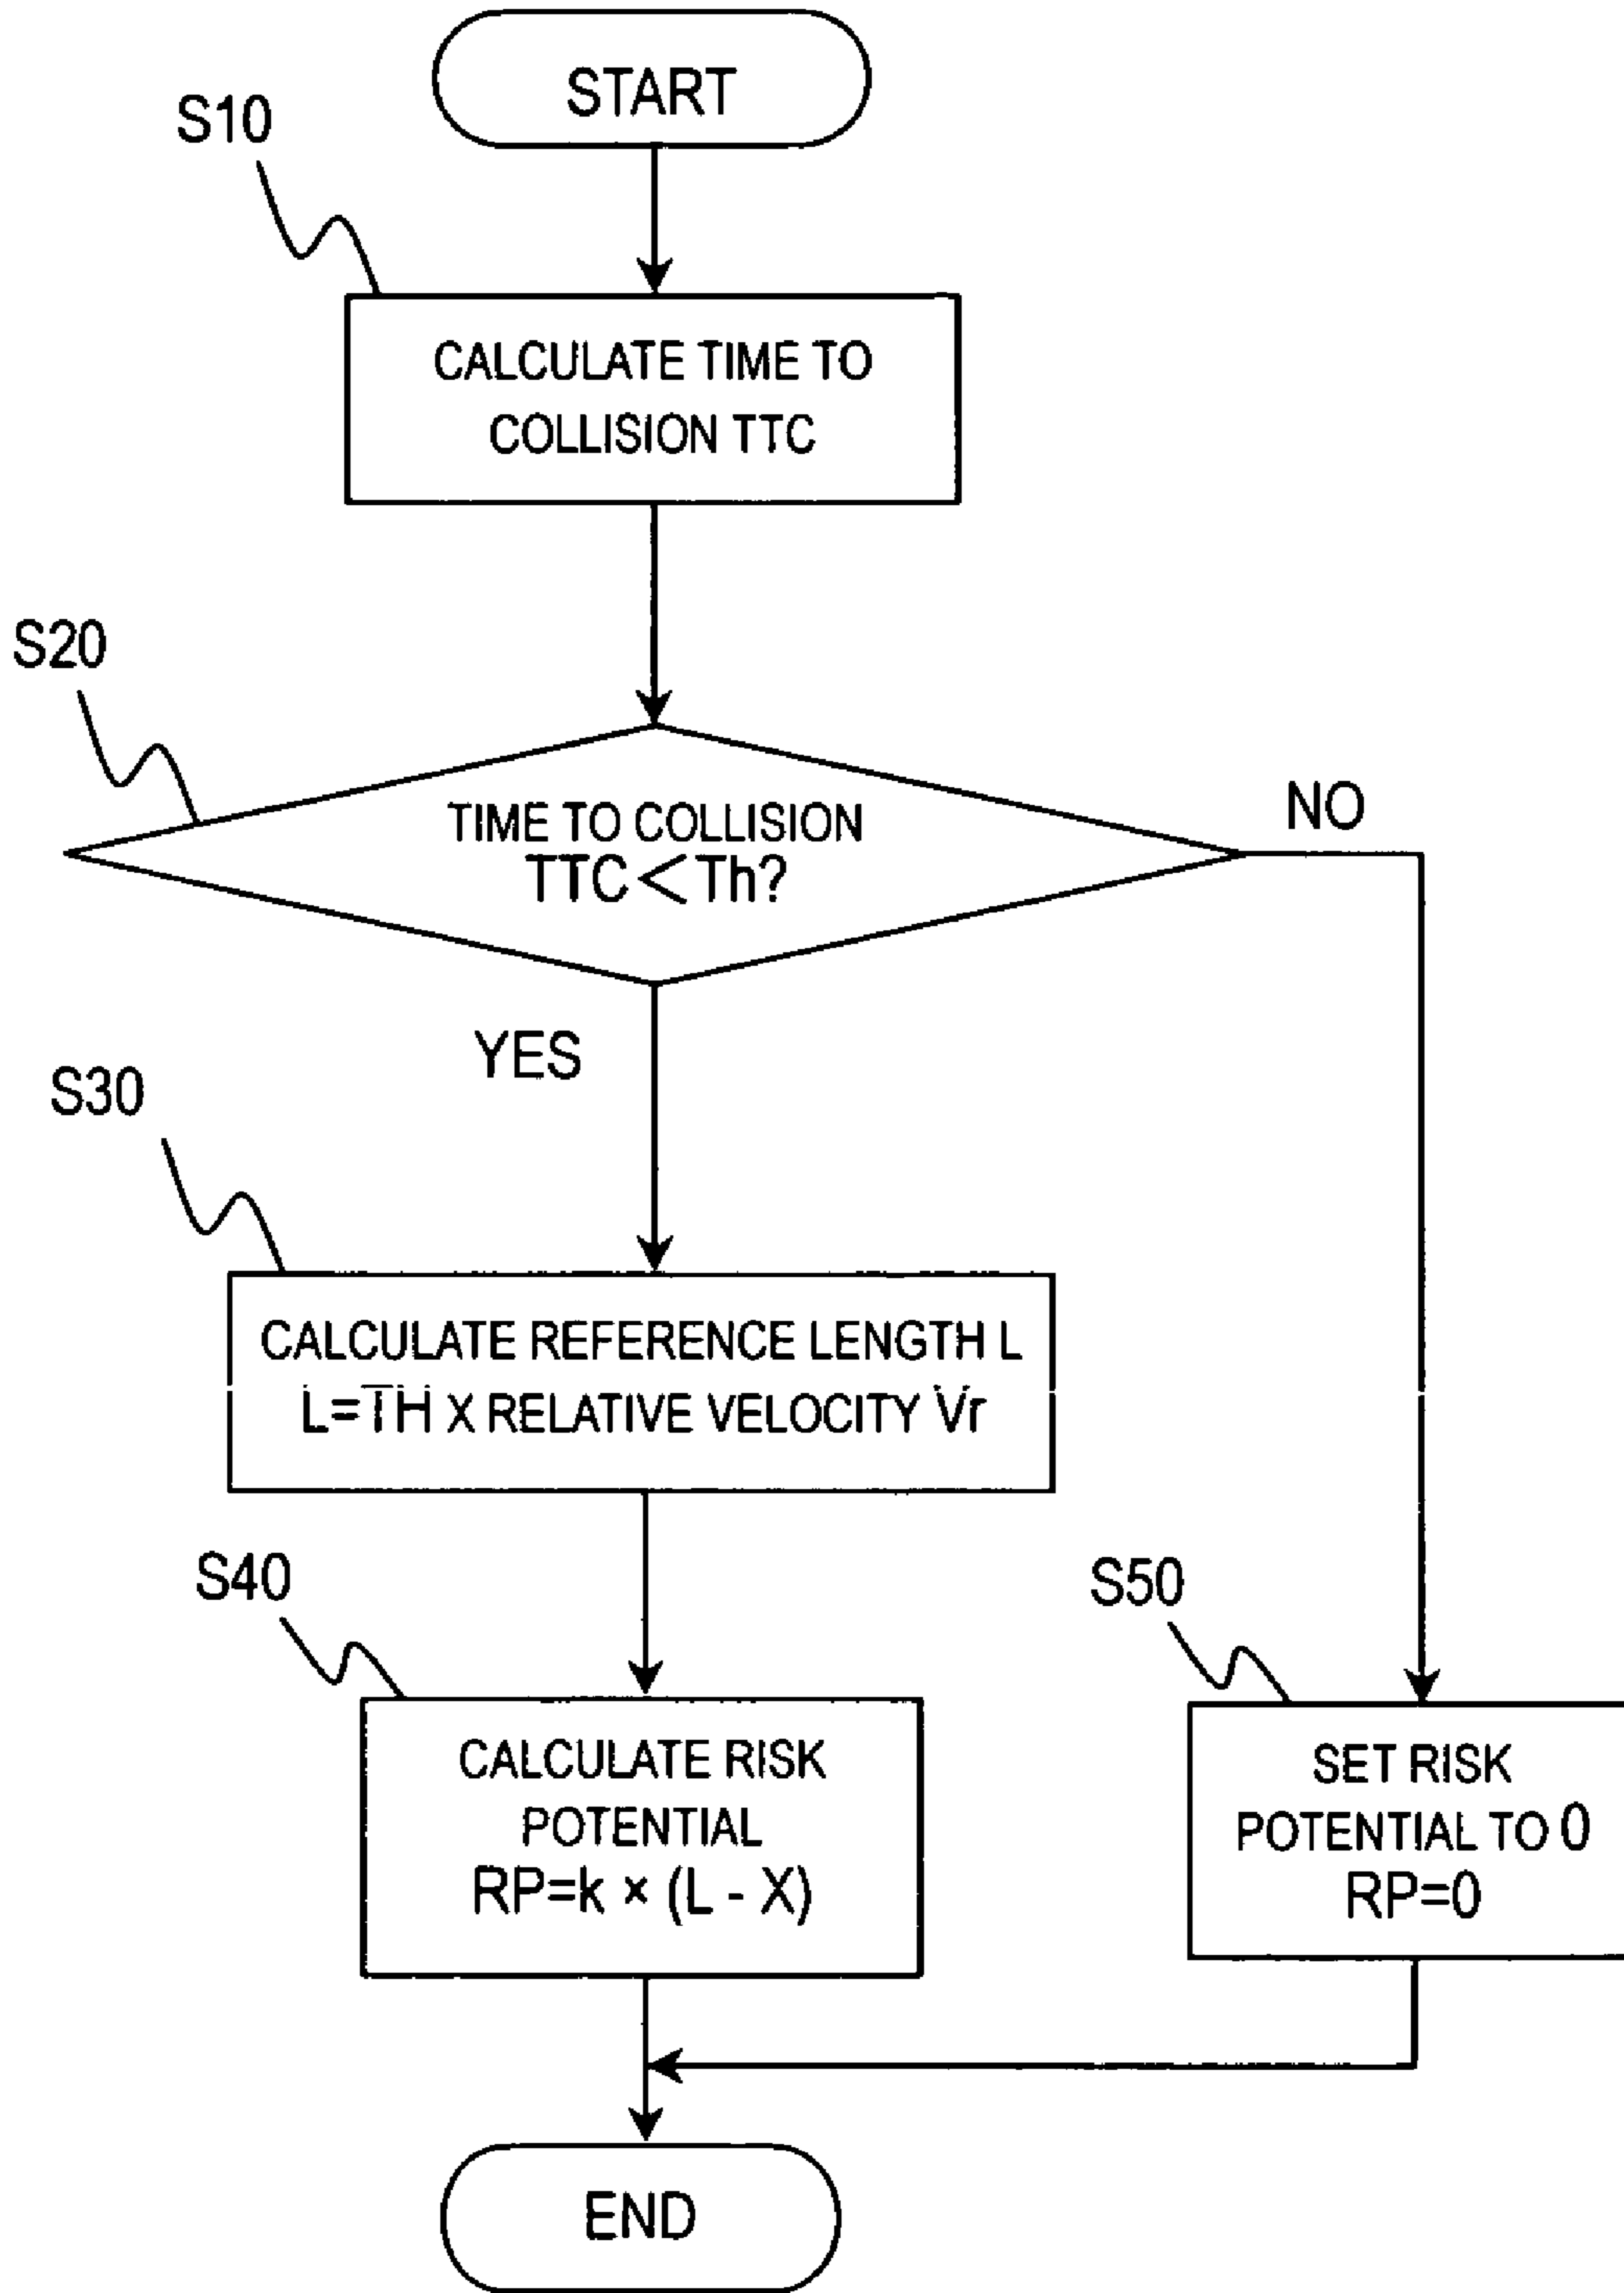 START
S10
CALCULATE TIME TO
COLLISION TTC
S20
TIME TO COLLISION
TTC<Th?
NO
YES
S30
CALCULATE REFERENCE LENGTH L
L=TH X RELATIVE VELOCITY Vr
S40
CALCULATE RISK
POTENTIAL
RP=k × (L - X)
S50
SET RISK
POTENTIAL TO 0
RP=0
END